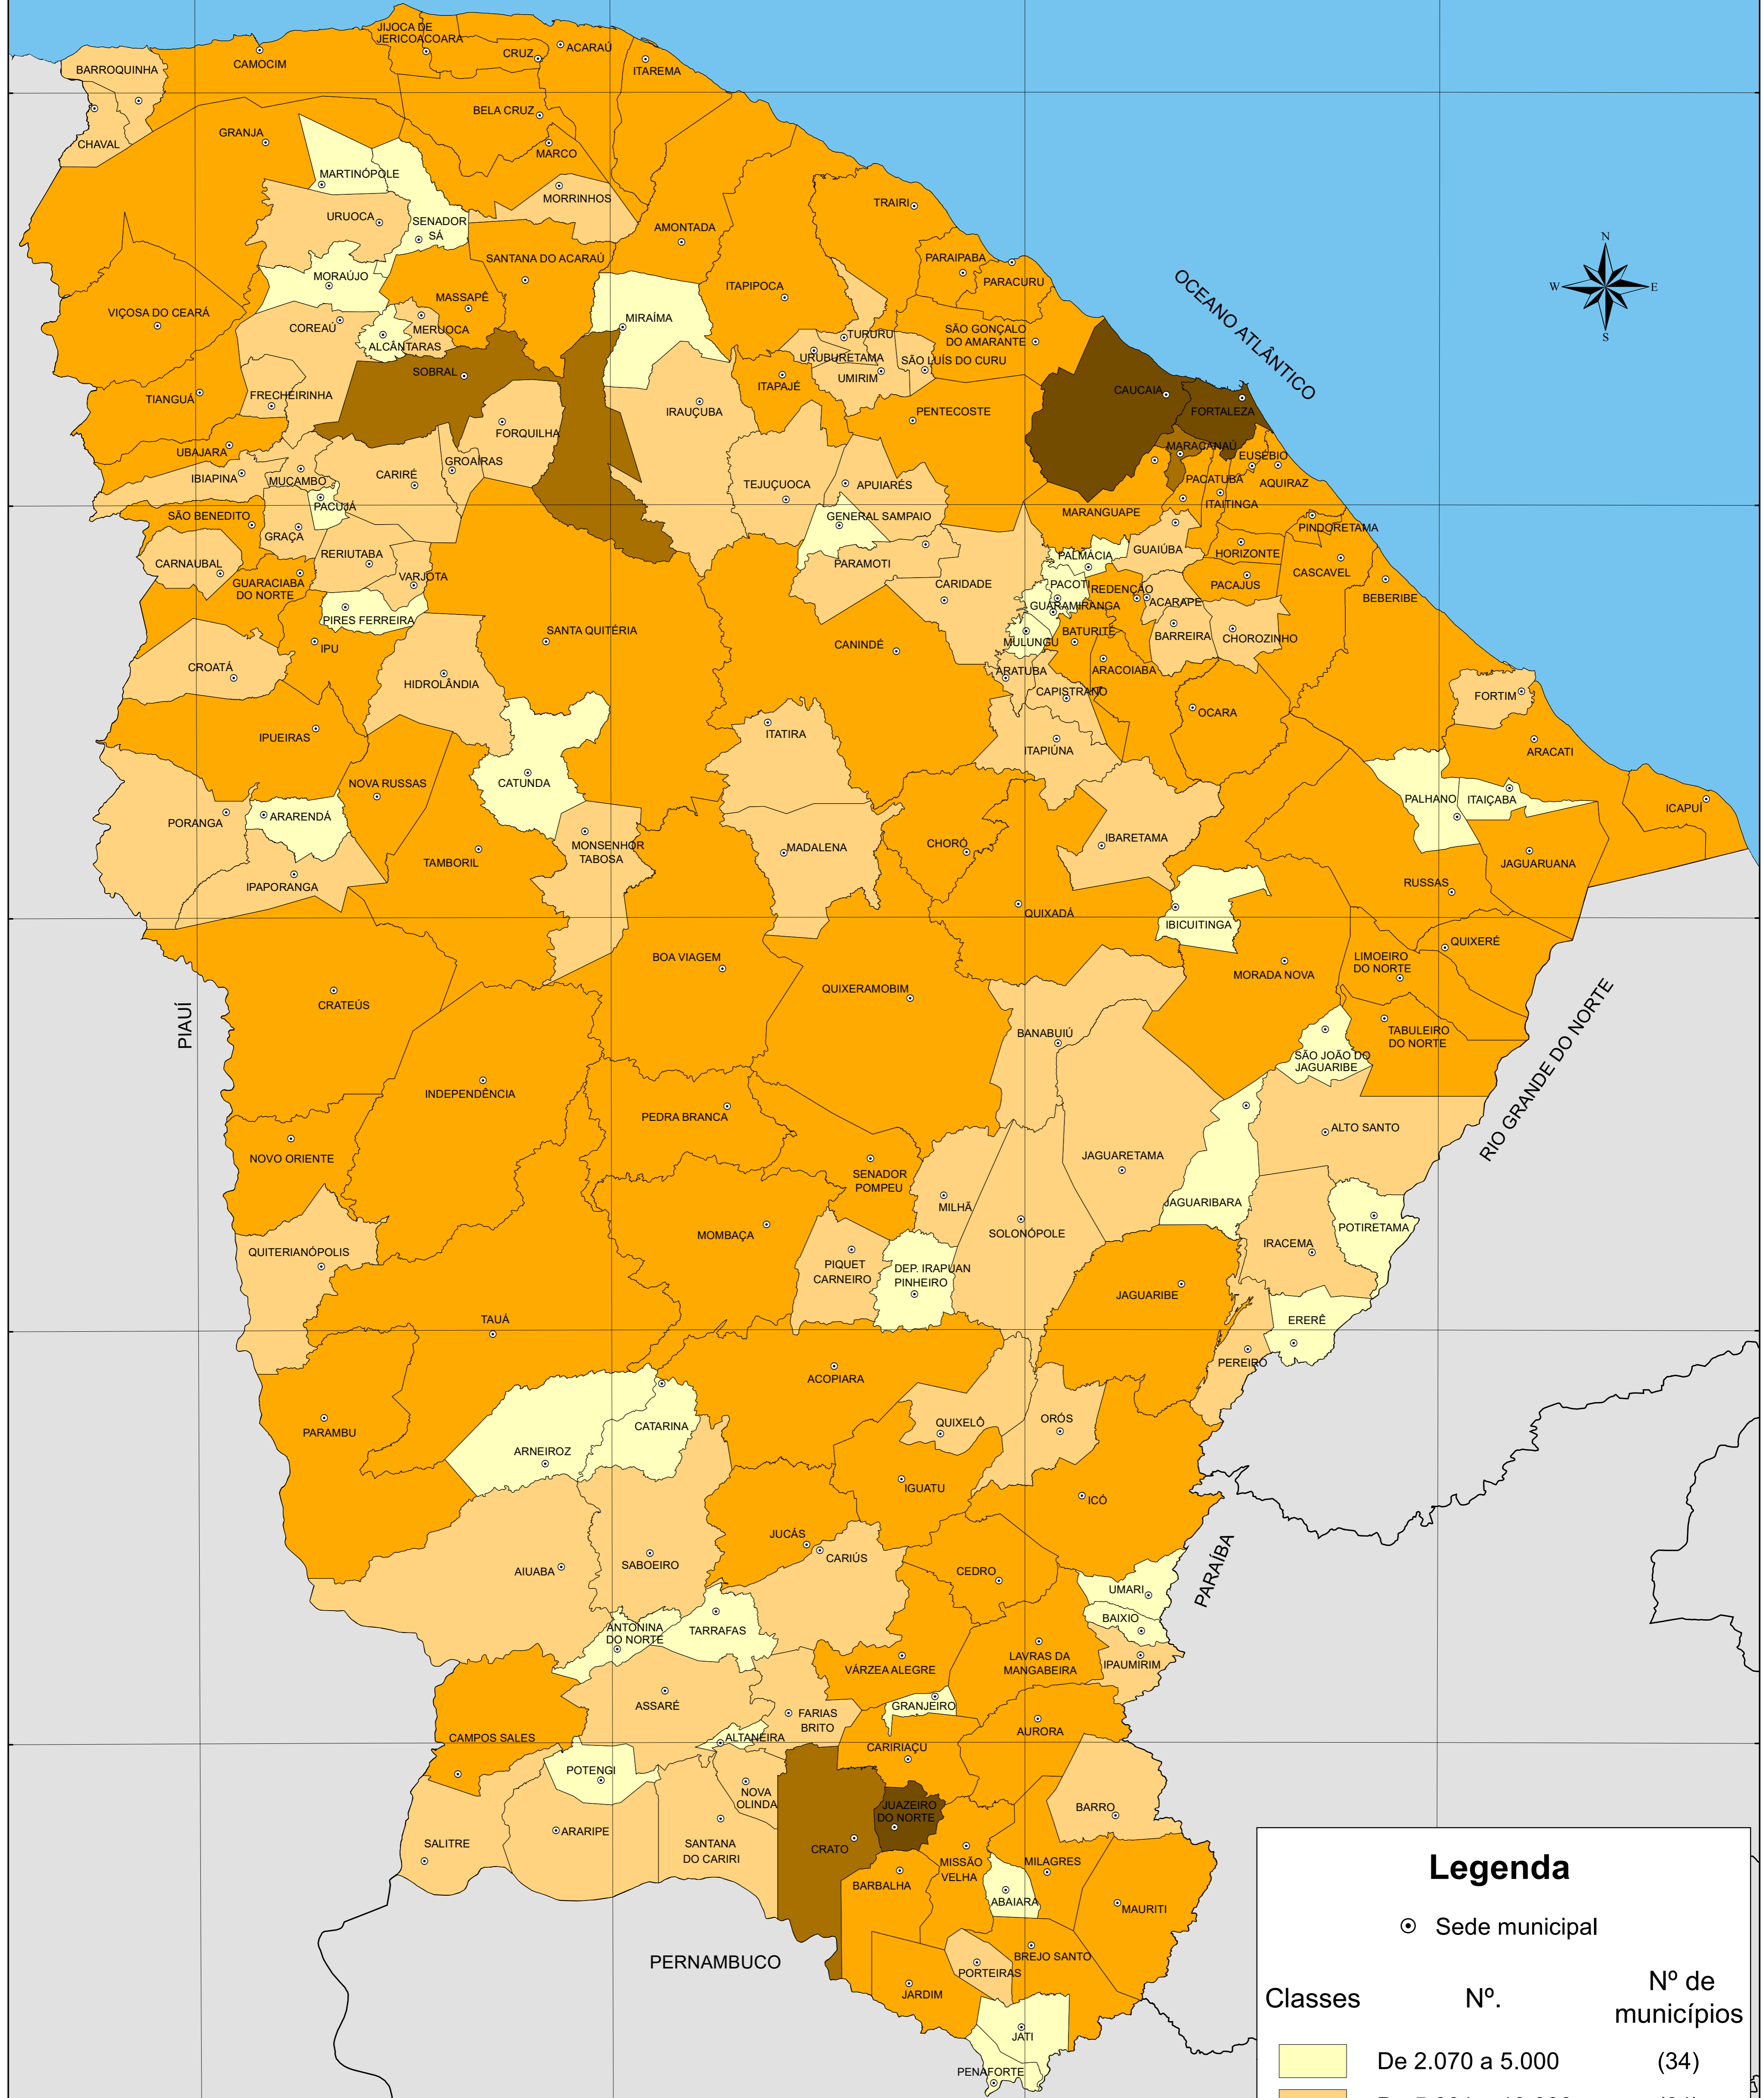 JIJOCA DE
JERICOACOARA
CRUZ
ACARAÚ
BARROQUINHA
CAMOCIM
ITAREMA
BELA CRUZ
CHAVAL
GRANJA
MARCO
MARTINÓPOLE
MORRINHOS
TRAIRI
URUOCA
SENADOR
SÁ
AMONTADA
N
W
E
S
SANTANA DO ACARAÚ
PARAIPABA
MORAÚJO
PARACURU
ITAPIPOCA
OCEANO ATLÂNTICO
VIÇOSA DO CEARÁ
MASSAPÊ
COREAÚ
MERUOCA
MIRAÍMA
SÃO GONÇALO
DO AMARANTE
TURURU
ALCÂNTARAS
URUBURETAMA
SÃO LUÍS DO CURU
SOBRAL
UMIRIM
ITAPAJÉ
CAUCAIA
TIANGUÁ
FRECHEIRINHA
IRAUÇUBA
PENTECOSTE
FORTALEZA
FORQUILHA
UBAJARA
MARACANAÚ
EUSÉBIO
GROAÍRAS
IBIAPINA
MUCAMBO
CARIRÉ
TEJUÇUOCA
APUIARÉS
PACATUBA
AQUIRAZ
PACUJÁ
ITAITINGA
SÃO BENEDITO
GENERAL SAMPAIO
MARANGUAPE
PINDORETAMA
GRAÇA
RERIUTABA
PALMÁCIA
GUAIÚBA
HORIZONTE
CARNAUBAL
PARAMOTI
CASCAVEL
GUARACIABA
DO NORTE
VARJOTA
CARIDADE
PACOTI
REDENÇÃO
PACAJUS
BEBERIBE
GUARAMIRANGA
ACARAPE
PIRES FERREIRA
SANTA QUITÉRIA
BATURITÉ
BARREIRA
CHOROZINHO
IPU
CANINDÉ
MULUNGU
CROATÁ
ARATUBA
ARACOIABA
HIDROLÂNDIA
CAPISTRANO
FORTIM
OCARA
IPUEIRAS
ITATIRA
ITAPIÚNA
ARACATI
NOVA RUSSAS
CATUNDA
PALHANO
ITAIÇABA
ICAPUÍ
PORANGA
ARARENDÁ
IBARETAMA
MONSENHOR
TABOSA
MADALENA
CHORÓ
TAMBORIL
JAGUARUANA
IPAPORANGA
RUSSAS
QUIXADÁ
IBICUITINGA
QUIXERÉ
BOA VIAGEM
LIMOEIRO
DO NORTE
MORADA NOVA
CRATEÚS
QUIXERAMOBIM
PIAUÍ
BANABUIÚ
TABULEIRO
DO NORTE
SÃO JOÃO DO
JAGUARIBE
RIO GRANDE DO NORTE
INDEPENDÊNCIA
PEDRA BRANCA
ALTO SANTO
NOVO ORIENTE
JAGUARETAMA
SENADOR
POMPEU
JAGUARIBARA
MILHÃ
POTIRETAMA
MOMBAÇA
SOLONÓPOLE
IRACEMA
QUITERIANÓPOLIS
PIQUET
CARNEIRO
DEP. IRAPUAN
PINHEIRO
JAGUARIBE
TAUÁ
ERERÊ
PEREIRO
ACOPIARA
PARAMBU
CATARINA
QUIXELÔ
ORÓS
ARNEIROZ
IGUATU
ICÓ
JUCÁS
CARIÚS
AIUABA
SABOEIRO
CEDRO
PARAÍBA
UMARI
BAIXIO
ANTONINA
DO NORTE
TARRAFAS
LAVRAS DA
MANGABEIRA
IPAUMIRIM
VÁRZEA ALEGRE
ASSARÉ
GRANJEIRO
FARIAS
BRITO
AURORA
CAMPOS SALES
ALTANEIRA
CARIRIAÇU
POTENGI
NOVA
OLINDA
JUAZEIRO
DO NORTE
BARRO
ARARIPE
SALITRE
SANTANA
DO CARIRI
CRATO
MISSÃO
VELHA
MILAGRES
BARBALHA
ABAIARA
MAURITI
PERNAMBUCO
BREJO SANTO
PORTEIRAS
JARDIM
JATI
PENAFORTE
Legenda
Sede municipal
Classes Nº. Nº de
municípios
De 2.070 a 5.000 (34)